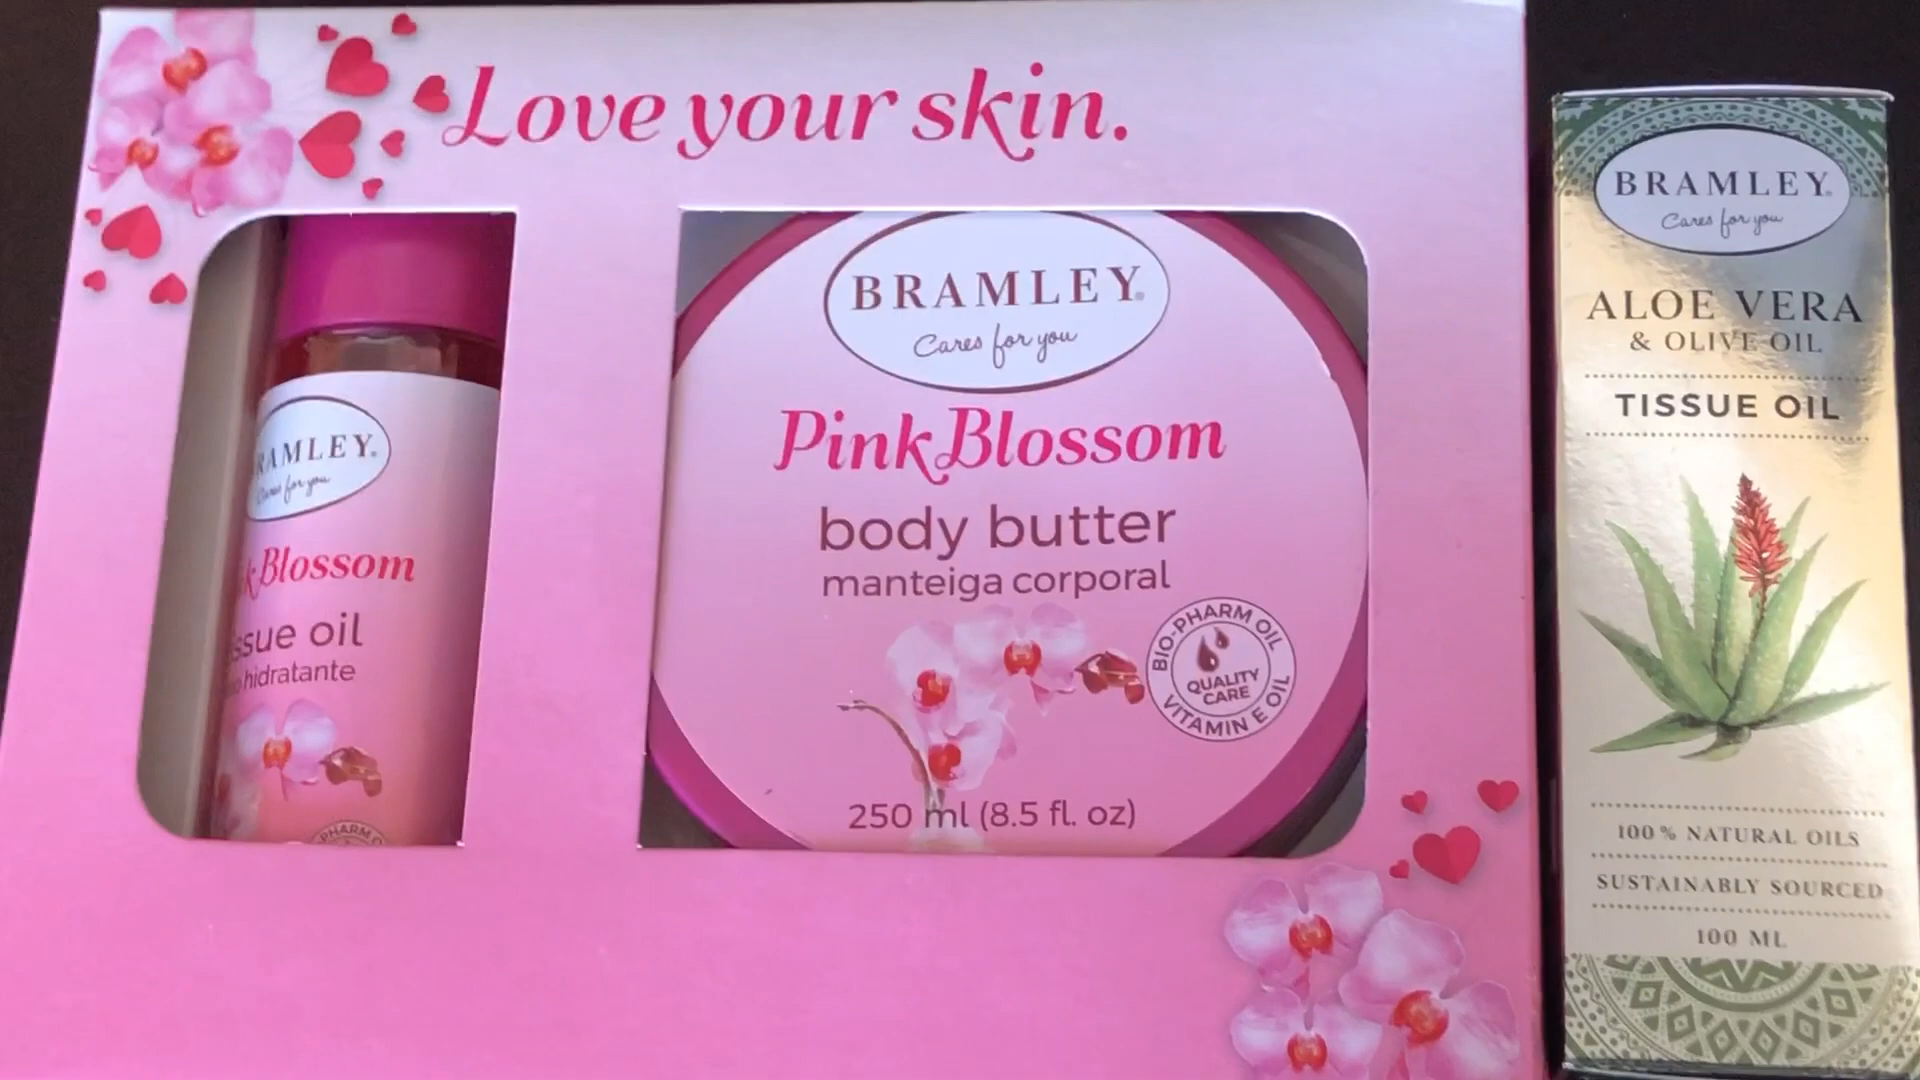 Love your skin.
BRAMLEY
Cares for you
Blossom
oil
hidratante
BRAMLEY
Cares for you
Pink Blossom
body butter
manteiga corporal
BIO-PHARM OIL
QUALITY
CARE
VITAMIN E OIL
250 ml (8.5 fl. oz)
BRAMLEY
Cares for you
ALOE VERA
& OLIVE OIL
TISSUE OIL
100% NATURAL OILS
SUSTAINABLY SOURCED
100 ML